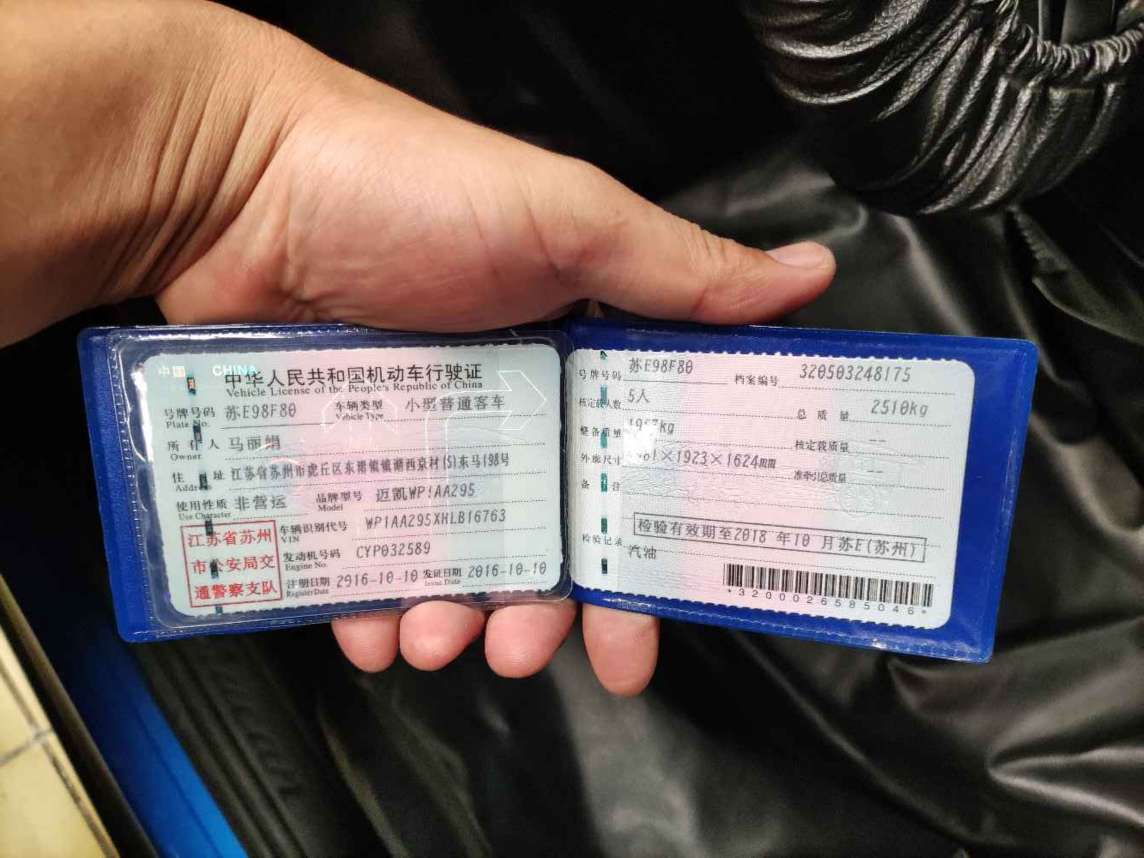 中国 CHINA
中华人民共和国机动车行驶证
Vehicle License of the People's Republic of China
号牌号码 苏E98F80 车辆类型 小型普通客车
Plate No. Vehicle Type
所有人 马丽娟
Owner
住址 江苏省苏州市虎丘区东渚镇镇湖西京村(5)东马198号
Address
使用性质 非营运 品牌型号 迈凯WP1AA295
Use Character Model
江苏省苏州
市公安局交
通警察支队
车辆识别代号 WP1AA295XHLB16763
VIN
发动机号码 CYP032589
Engine No.
注册日期 2016-10-10 发证日期 2016-10-10
Register Date Issue Date
号牌号码 苏E98F80 档案编号 320503248175
核定载人数 5人 总质量 2510kg
整备质量 核定载质量 --
外廓尺寸 ×1923×1624mm 准牵引总质量 --
备注
检验有效期至2018年10月苏E(苏州)
检验记录
汽油
*3200026585046*